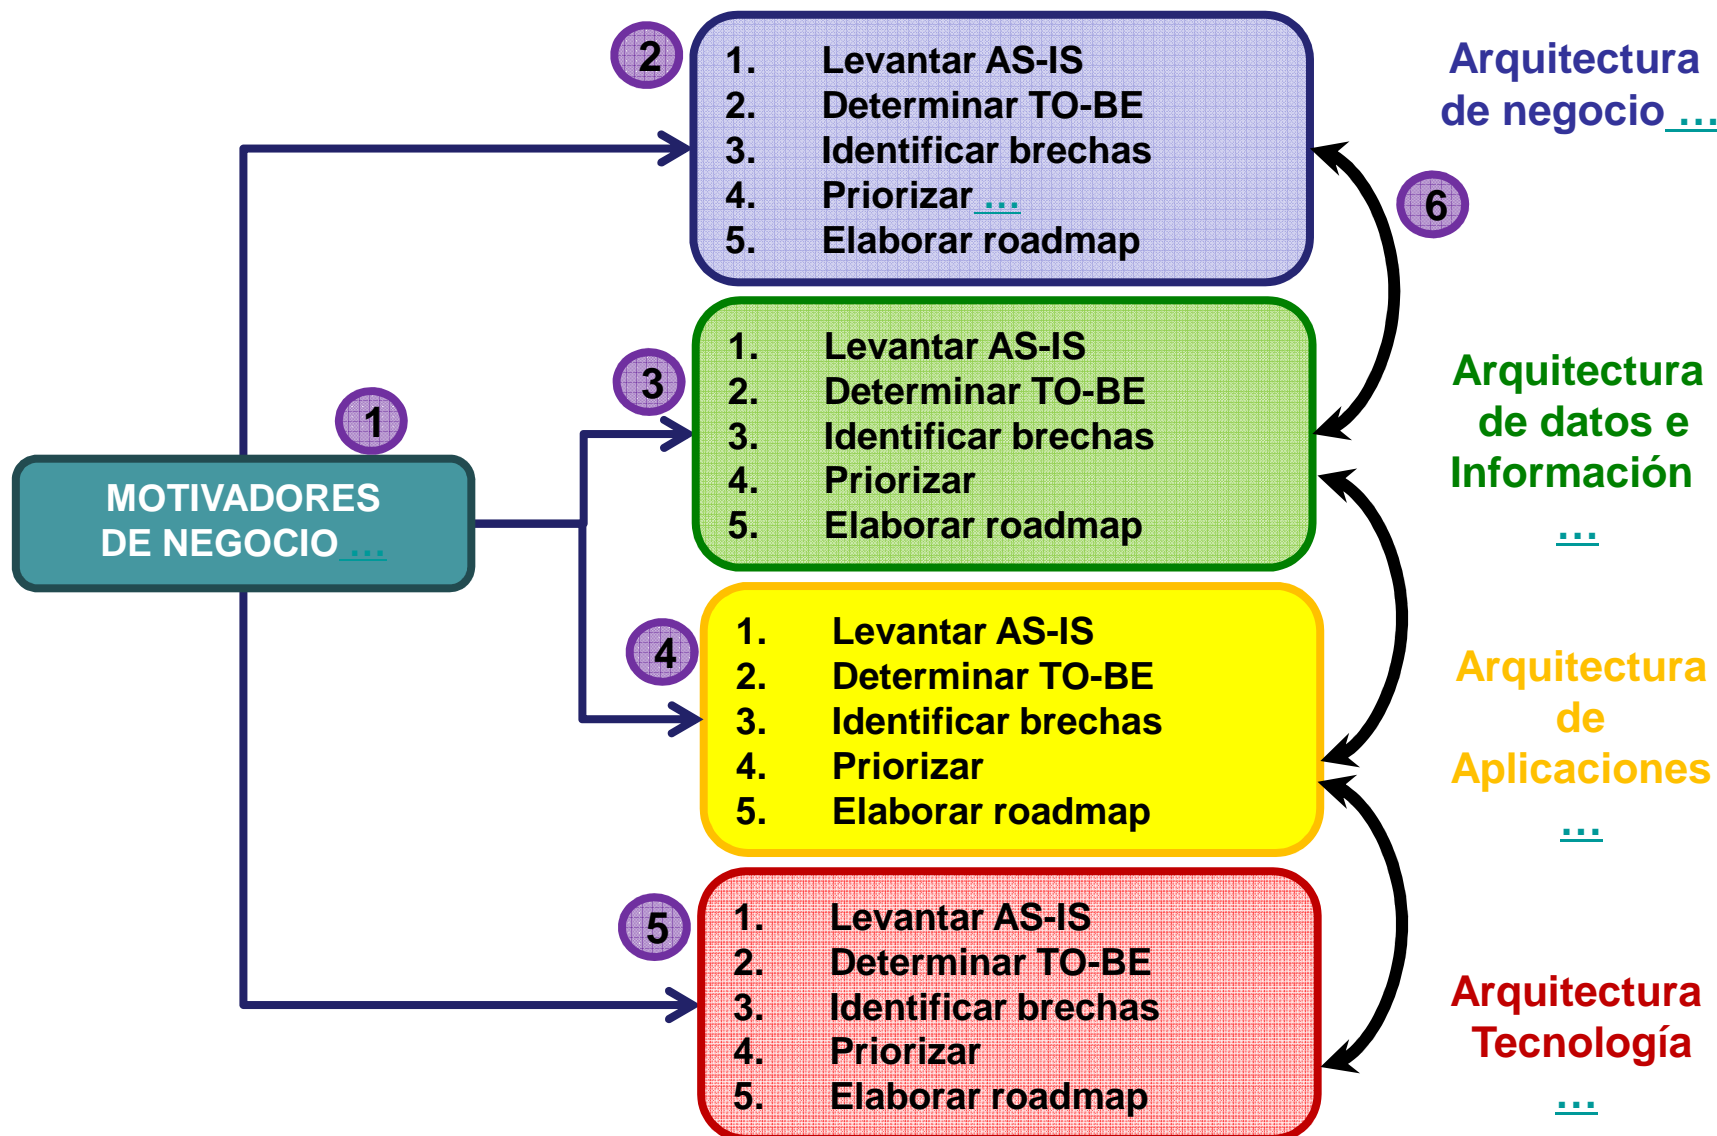 2
1. Levantar AS-IS
2. Determinar TO-BE
3. Identificar brechas
4. Priorizar ...
5. Elaborar roadmap
Arquitectura
de negocio ...
6
3
1. Levantar AS-IS
2. Determinar TO-BE
3. Identificar brechas
4. Priorizar
5. Elaborar roadmap
Arquitectura
de datos e
Información
...
1
MOTIVADORES
DE NEGOCIO ...
4
1. Levantar AS-IS
2. Determinar TO-BE
3. Identificar brechas
4. Priorizar
5. Elaborar roadmap
Arquitectura
de
Aplicaciones
...
5
1. Levantar AS-IS
2. Determinar TO-BE
3. Identificar brechas
4. Priorizar
5. Elaborar roadmap
Arquitectura
Tecnología
...